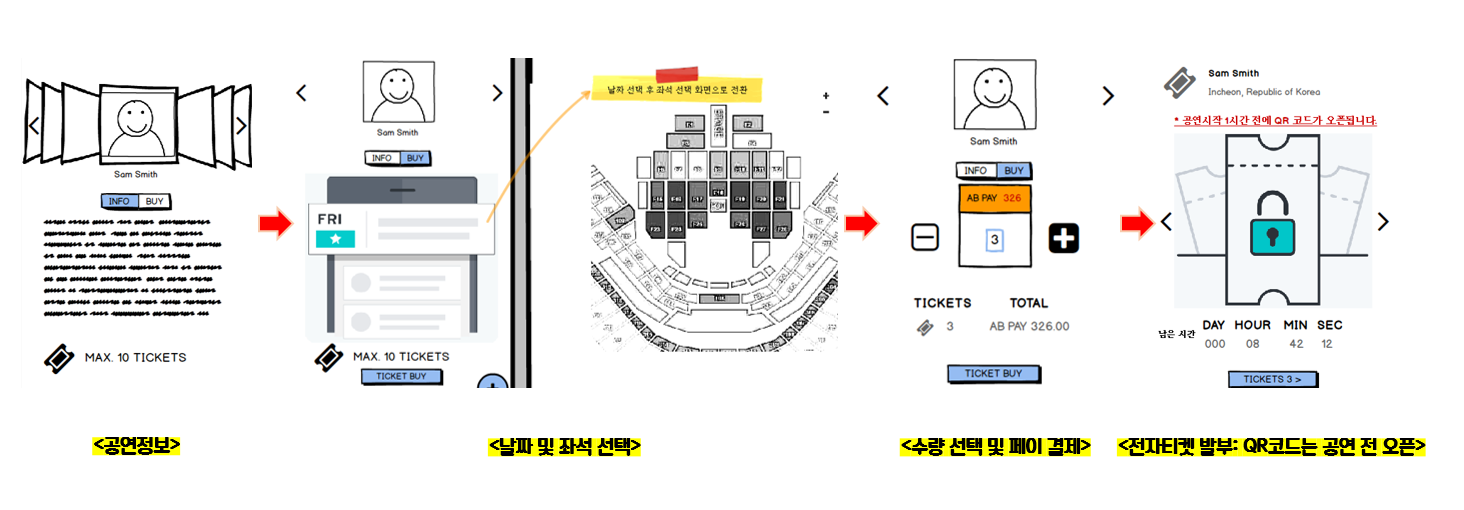 Sam Smith
INFO BUY
MAX. 10 TICKETS
<공연정보>
Sam Smith
INFO BUY
FRI
MAX. 10 TICKETS
TICKET BUY
날짜 선택 후 좌석 선택 화면으로 전환
+
-
<날짜 및 좌석 선택>
Sam Smith
INFO BUY
AB PAY 326
3
TICKETS TOTAL
3 AB PAY 326.00
TICKET BUY
<수량 선택 및 페이 결제>
Sam Smith
Incheon, Republic of Korea
* 공연시작 1시간 전에 QR 코드가 오픈됩니다.
남은 시간 DAY HOUR MIN SEC
000 08 42 12
TICKETS 3 >
<전자티켓 발부: QR코드는 공연 전 오픈>